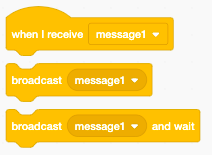 when I receive message1
broadcast message1
broadcast message1 and wait